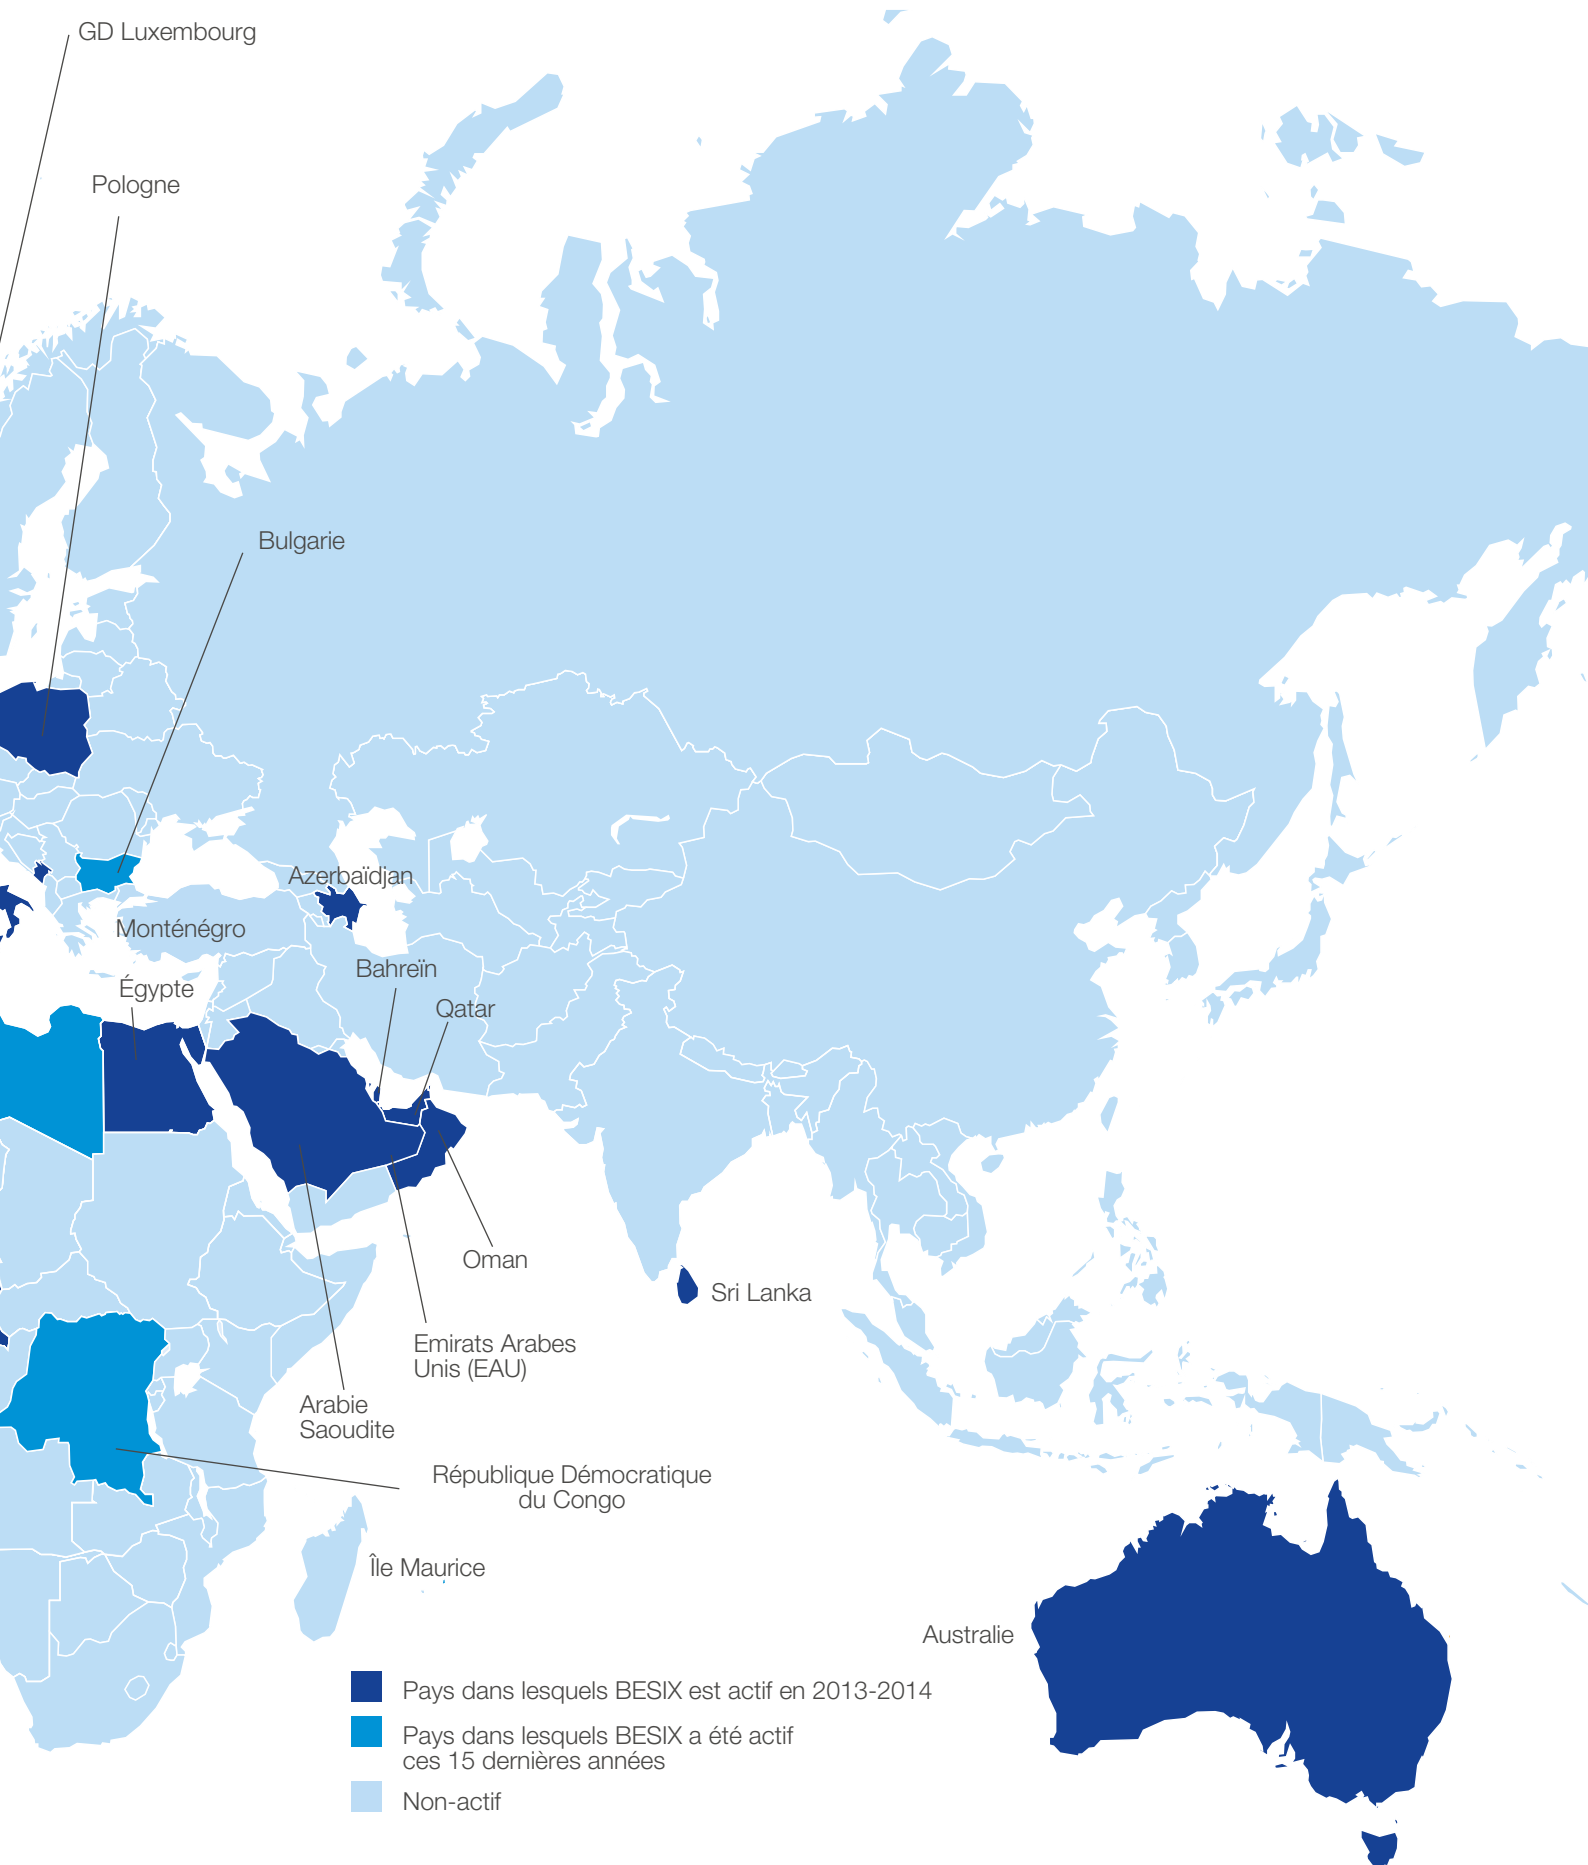 GD Luxembourg
Pologne
Bulgarie
Azerbaïdjan
Monténégro
Bahreïn
Égypte
Qatar
Oman
Sri Lanka
Emirats Arabes
Unis (EAU)
Arabie
Saoudite
République Démocratique
du Congo
Île Maurice
Australie
Pays dans lesquels BESIX est actif en 2013-2014
Pays dans lesquels BESIX a été actif
ces 15 dernières années
Non-actif